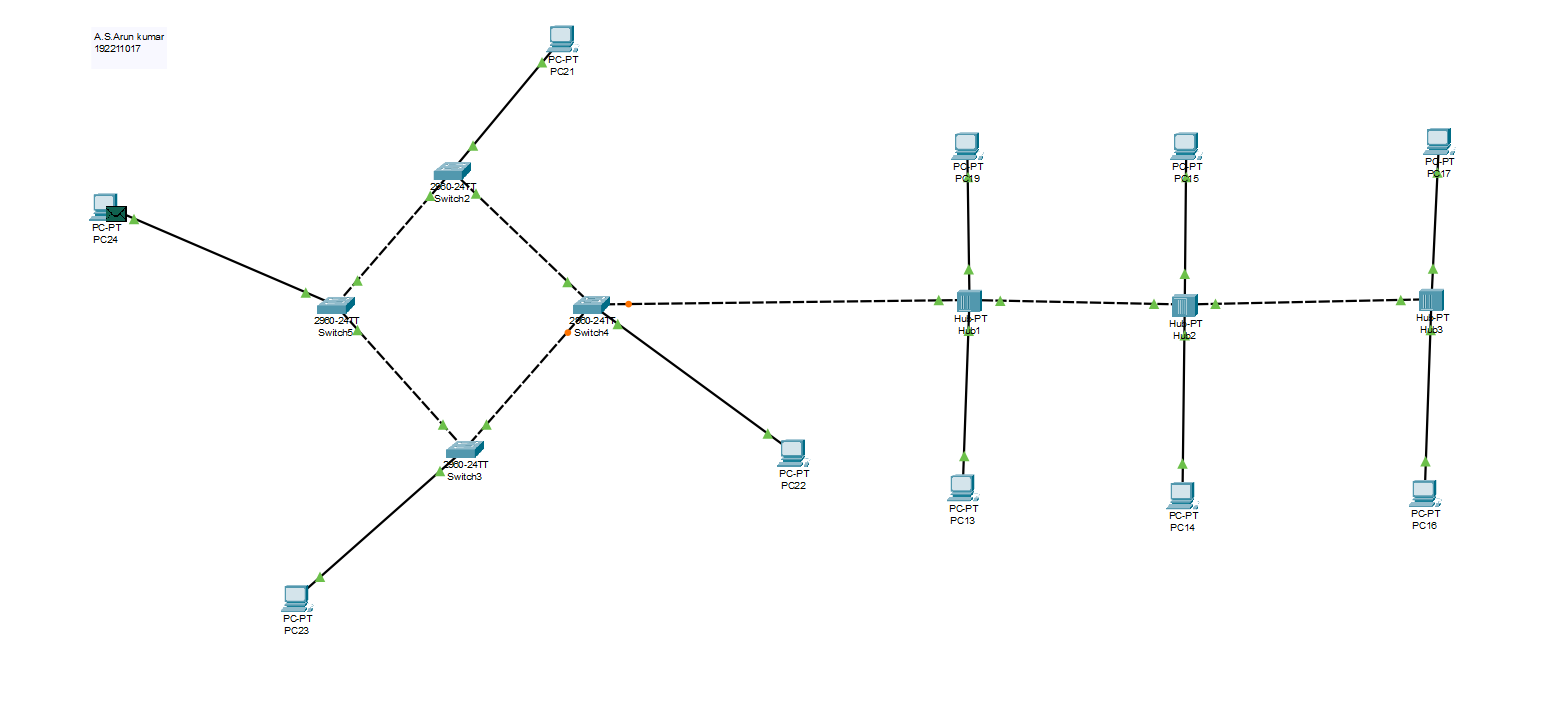 A.S.Arun kumar
192211017
PC-PT
PC21
2960-24TT
Switch2
PC-PT
PC24
2960-24TT
Switch5
2960-24TT
Switch4
2960-24TT
Switch3
PC-PT
PC22
PC-PT
PC23
PC-PT
PC19
PC-PT
PC15
PC-PT
PC17
Hub-PT
Hub1
Hub-PT
Hub2
Hub-PT
Hub3
PC-PT
PC13
PC-PT
PC14
PC-PT
PC16